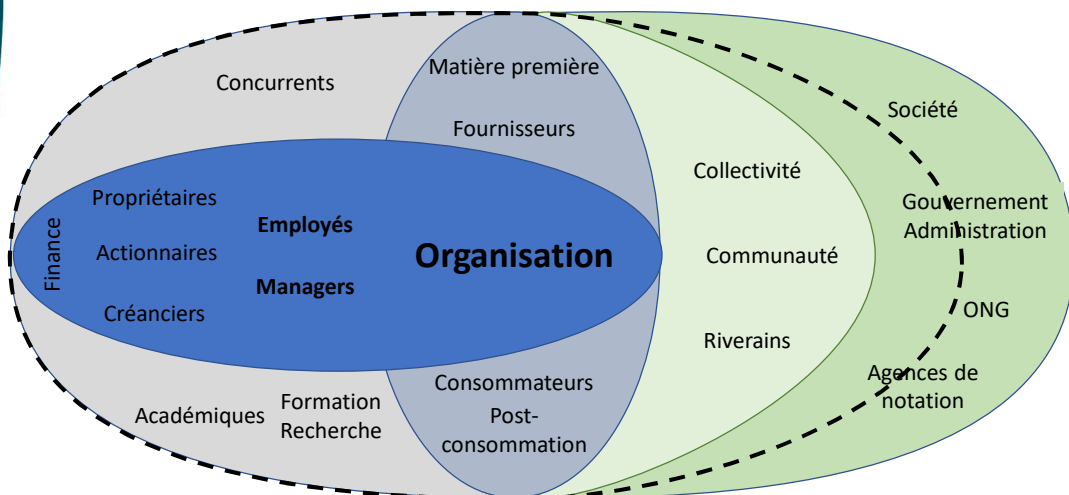 Concurrents
Matière première
Fournisseurs
Société
Collectivité
Gouvernement
Administration
Communauté
ONG
Riverains
Agences de
notation
Propriétaires
Employés
Finance
Actionnaires
Organisation
Managers
Créanciers
Consommateurs
Post-
consommation
Académiques
Formation
Recherche